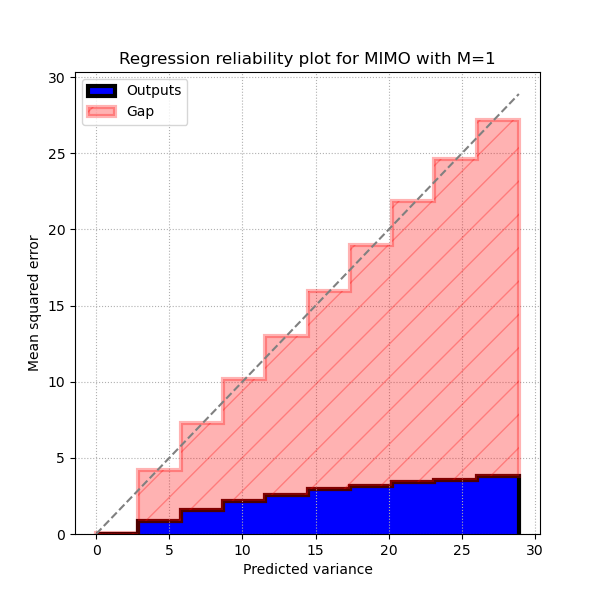 Regression reliability plot for MIMO with M=1
Outputs
Gap
30
25
20
15
10
5
0
Mean squared error
0 5 10 15 20 25 30
Predicted variance